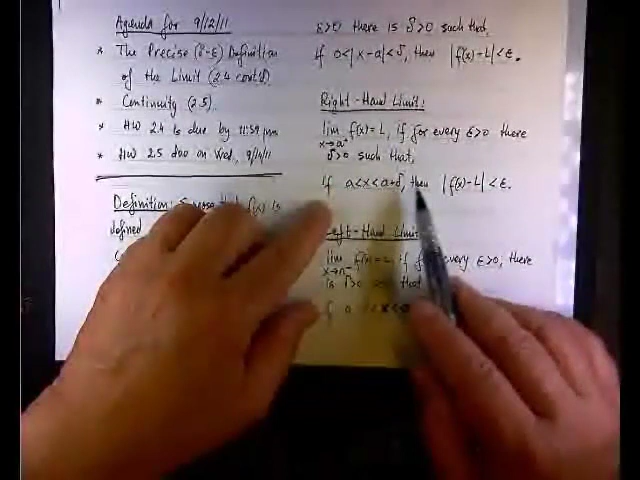 Agenda for 9/12/11
* The Precise (δ-ε) Definition
of the Limit (2.4 cont'd)
* Continuity (2.5)
* HW 2.4 is due by 11:59 pm
* HW 2.5 due on Wed, 9/14/11
Definition: f(x) is
defined
ε>0 there is δ>0 such that,
if 0<|x-a|<δ, then |f(x)-L|<ε.
Right-Hand Limit:
lim f(x)=L, if for every ε>0 there
x→a⁺
δ>0 such that,
if a<x<a+δ, then |f(x)-L|<ε.
Left-Hand Limit
lim f(x)=L, if for every ε>0, there
x→a⁻
is δ>0 that
if a <x<